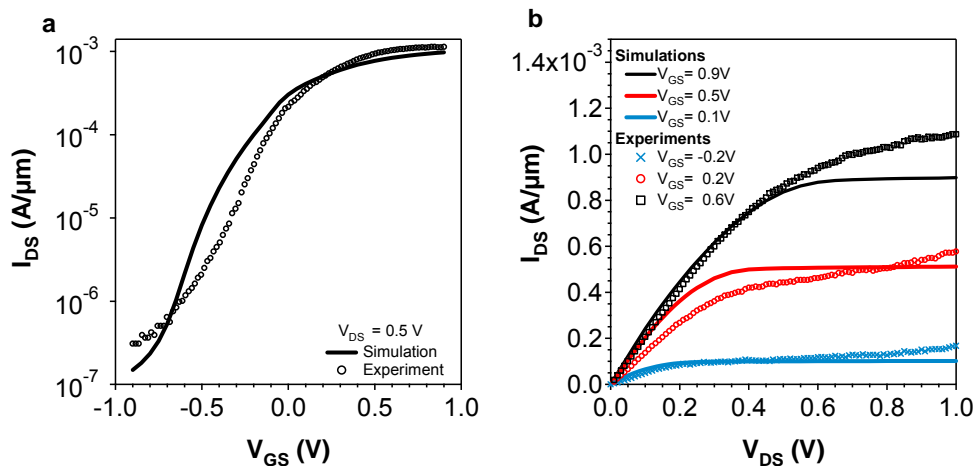 a
10⁻³
10⁻⁴
10⁻⁵
10⁻⁶
10⁻⁷
I_DS (A/µm)
V_DS = 0.5 V
Simulation
Experiment
-1.0 -0.5 0.0 0.5 1.0
V_GS (V)
b
1.4x10⁻³
1.2
1.0
0.8
0.6
0.4
0.2
0.0
I_DS (A/µm)
Simulations
V_GS= 0.9V
V_GS= 0.5V
V_GS= 0.1V
Experiments
V_GS= -0.2V
V_GS= 0.2V
V_GS= 0.6V
0.0 0.2 0.4 0.6 0.8 1.0
V_DS (V)